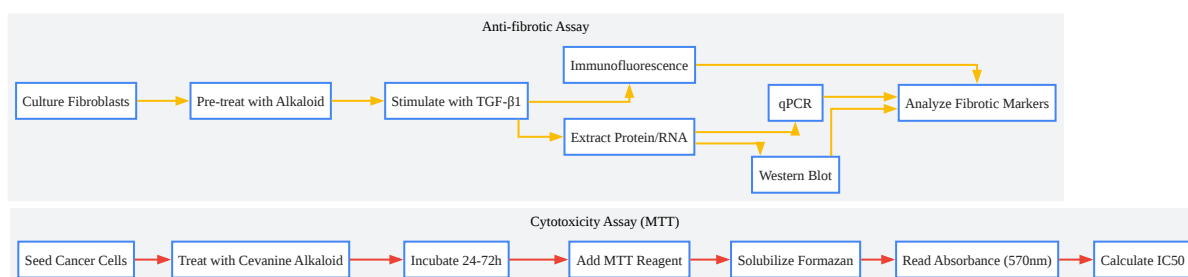 Anti-fibrotic Assay
Immunofluorescence
Culture Fibroblasts
Pre-treat with Alkaloid
Stimulate with TGF-β1
qPCR
Analyze Fibrotic Markers
Extract Protein/RNA
Western Blot
Cytotoxicity Assay (MTT)
Seed Cancer Cells
Treat with Cevanine Alkaloid
Incubate 24-72h
Add MTT Reagent
Solubilize Formazan
Read Absorbance (570nm)
Calculate IC50